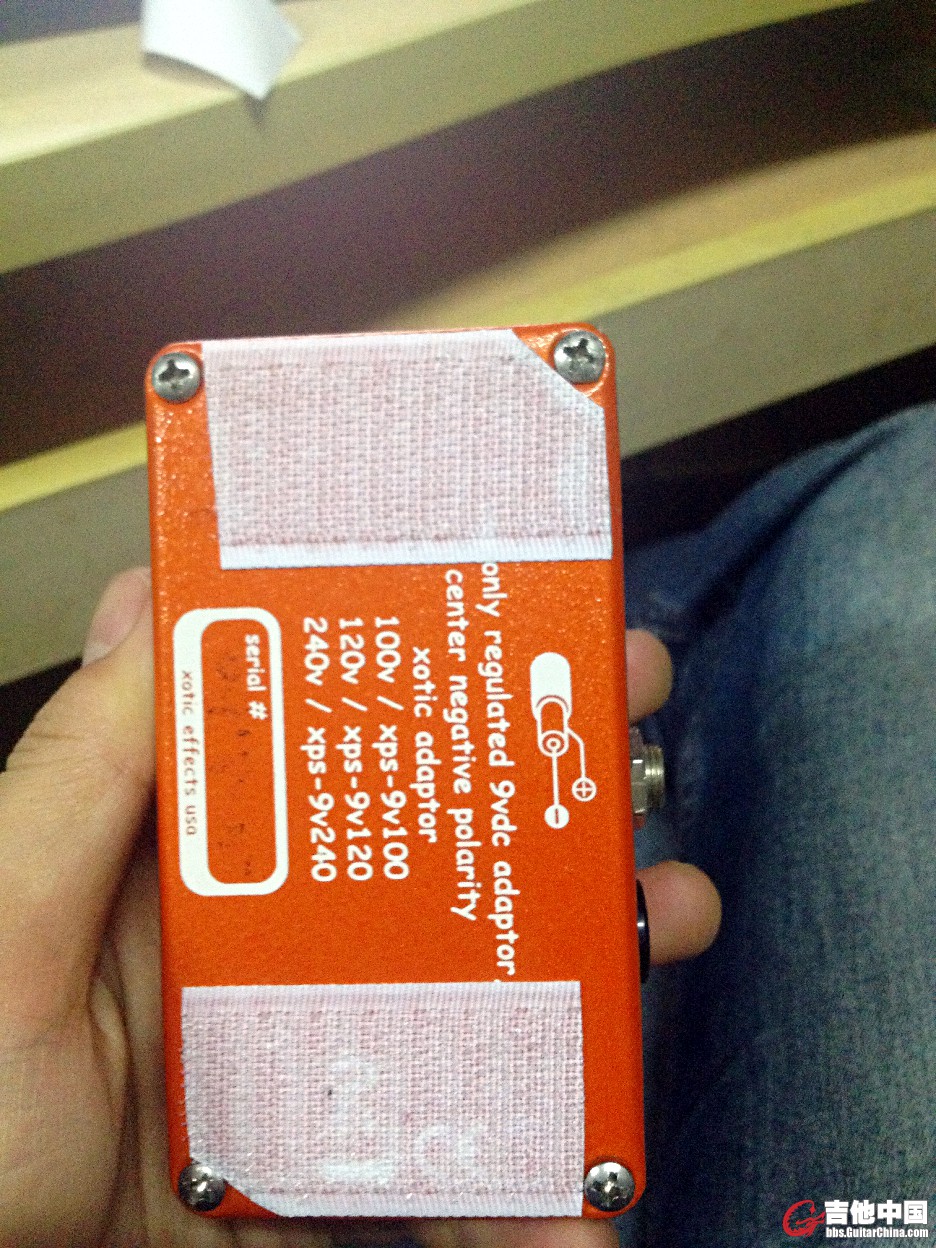 only regulated 9vdc adaptor
center negative polarity
xotic adaptor
100v / xps-9v100
120v / xps-9v120
240v / xps-9v240
serial #
xotic effects usa
吉他中国
bbs.GuitarChina.com